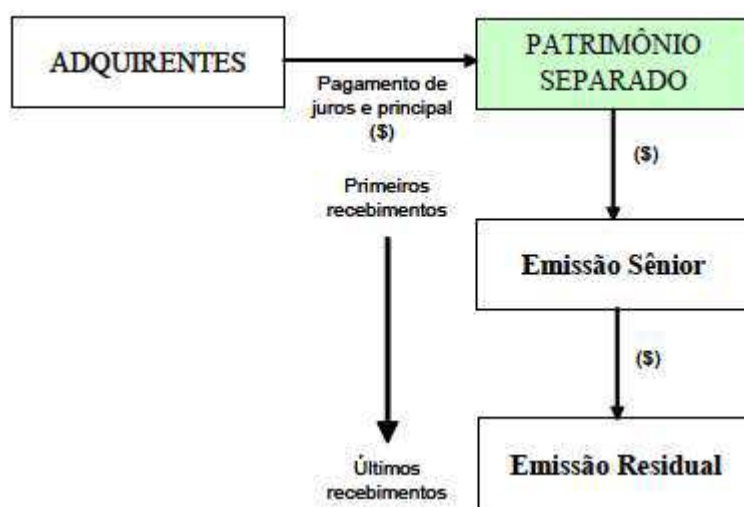 ADQUIRENTES
PATRIMÔNIO
SEPARADO
Pagamento de
juros e principal
($)
($)
Primeiros
recebimentos
Emissão Sênior
($)
Emissão Residual
Últimos
recebimentos